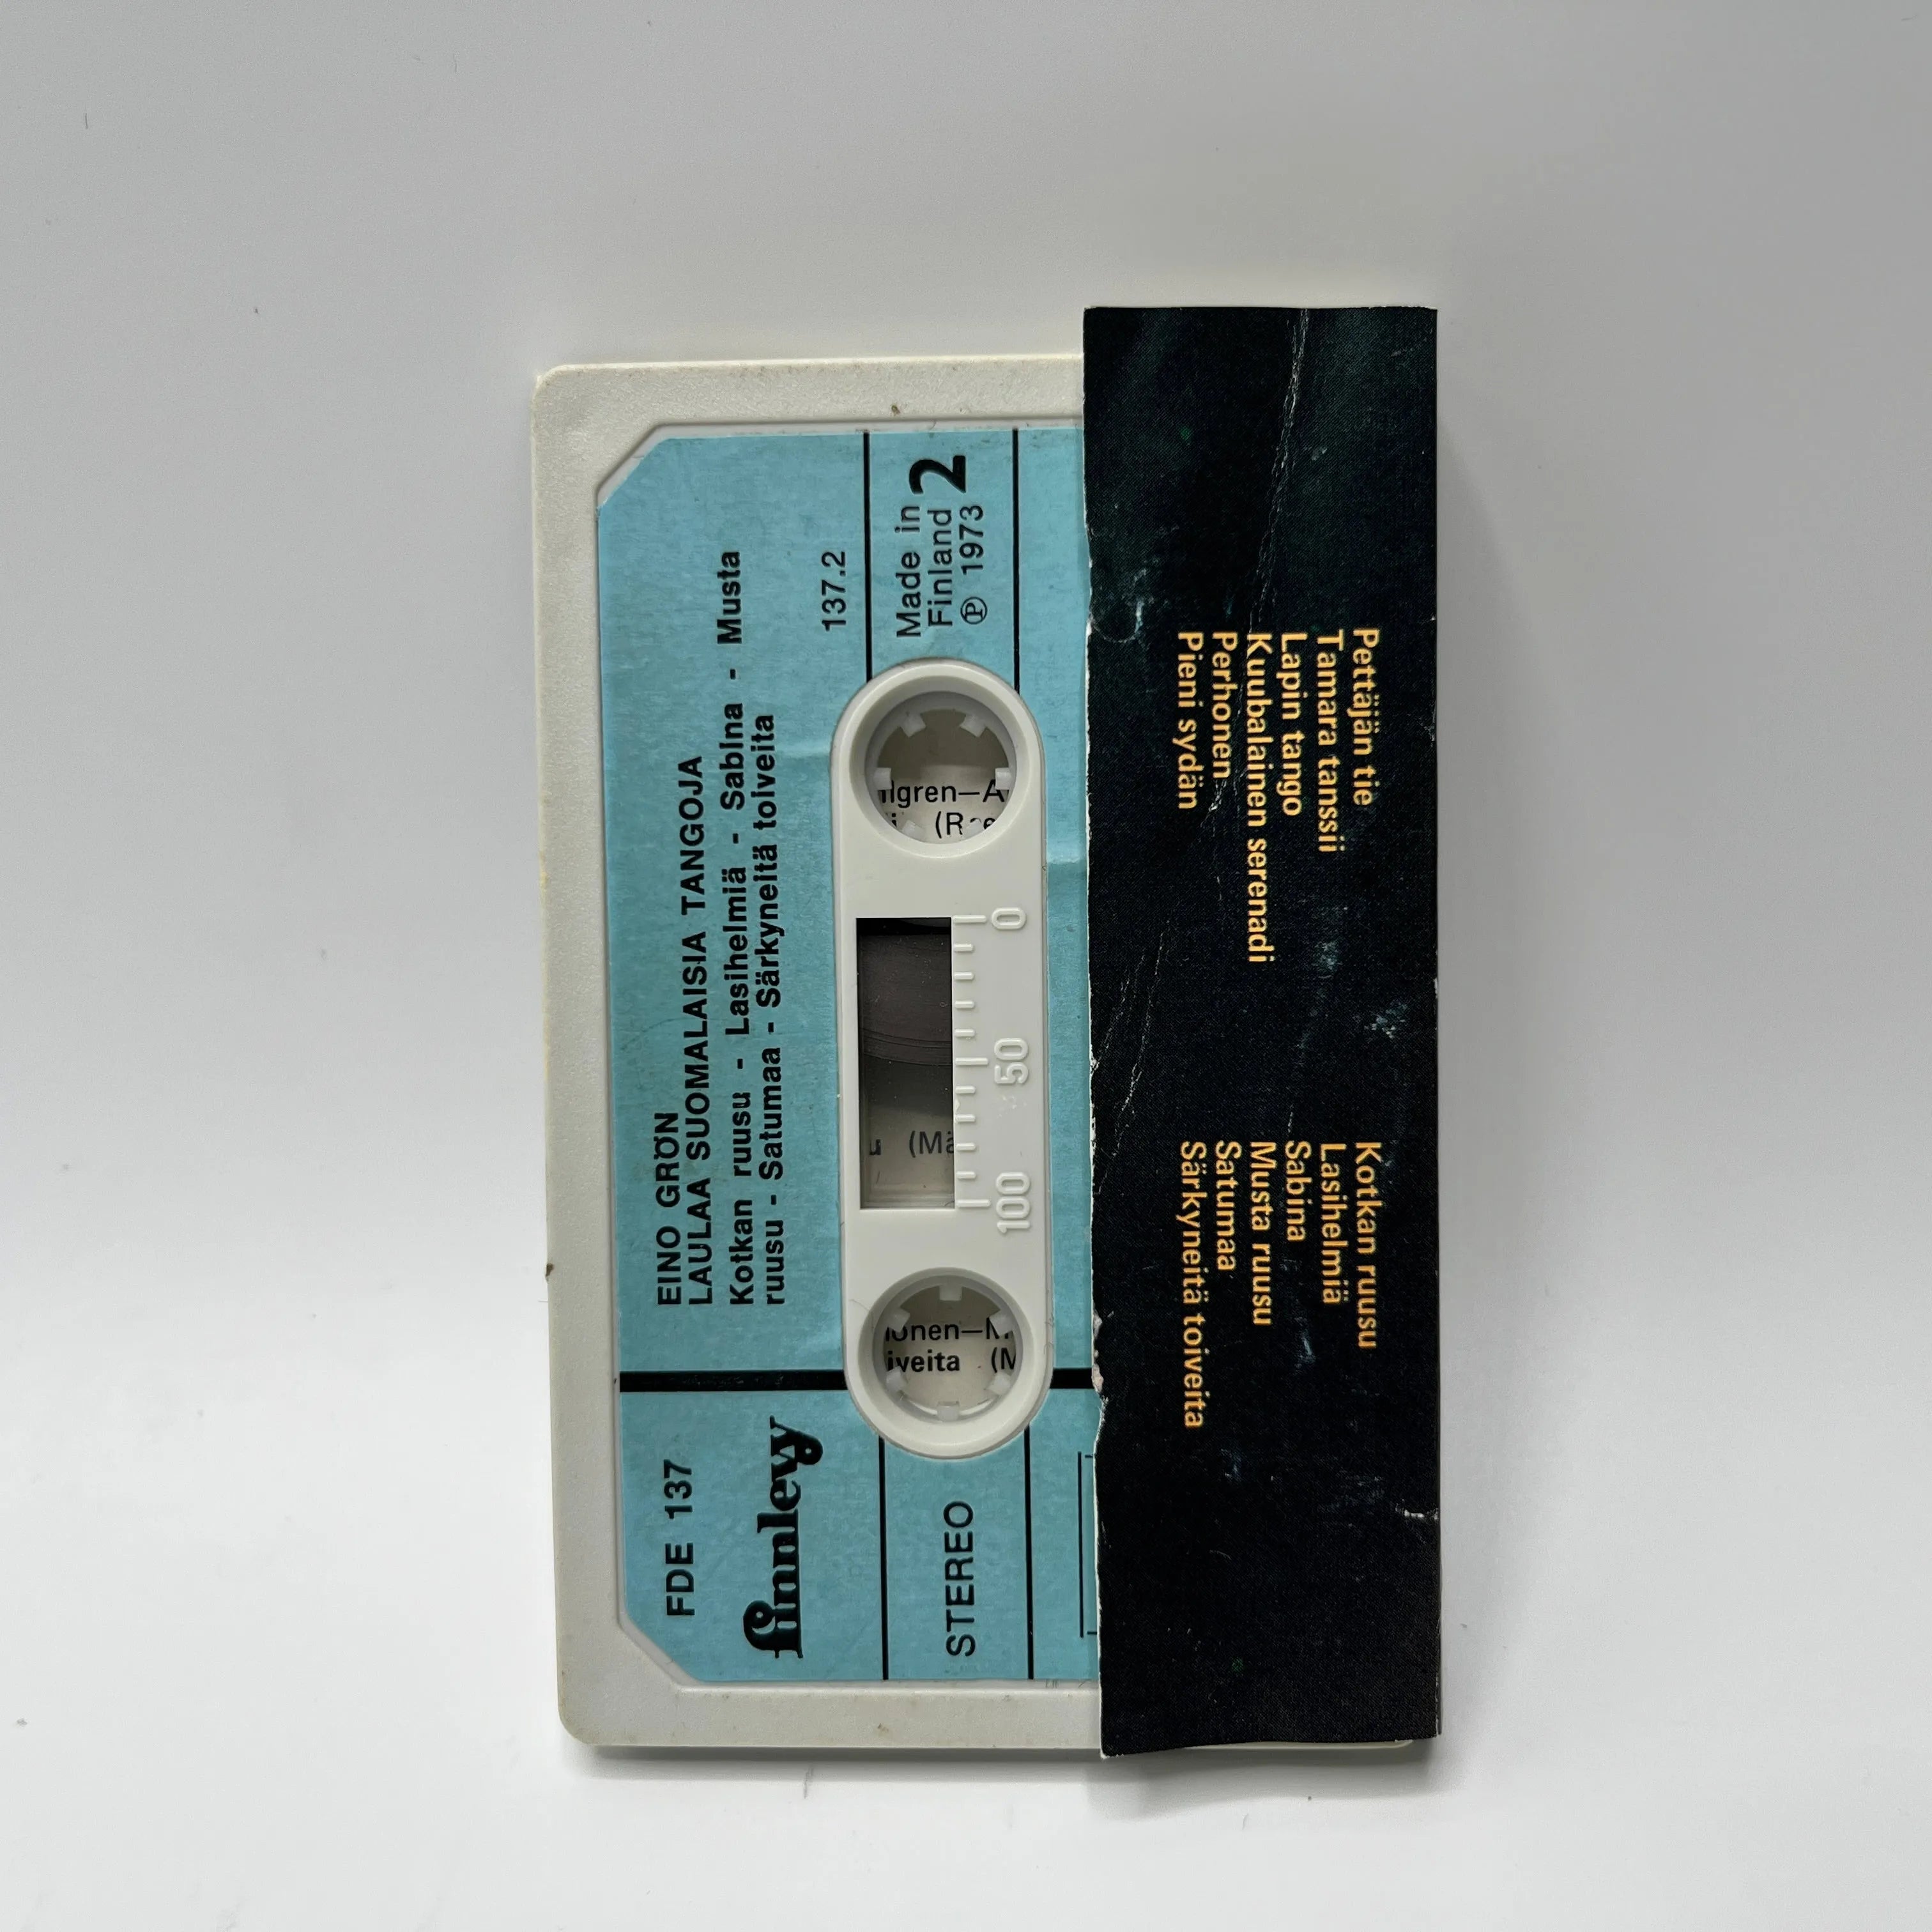 EINO GRÖN
LAULAA SUOMALAISIA TANGOJA
Kotkan ruusu - Lasihelmiä - Sabina - Musta
ruusu - Satumaa - Särkyneitä toiveita
137.2
FDE 137
finnlevy
STEREO
Made in
Finland
℗ 1973
2
0
50
100
Pettäjän tie
Tamara tanssii
Lapin tango
Kuubalainen serenadi
Perhonen
Pieni sydän
Kotkan ruusu
Lasihelmiä
Sabina
Musta ruusu
Satumaa
Särkyneitä toiveita